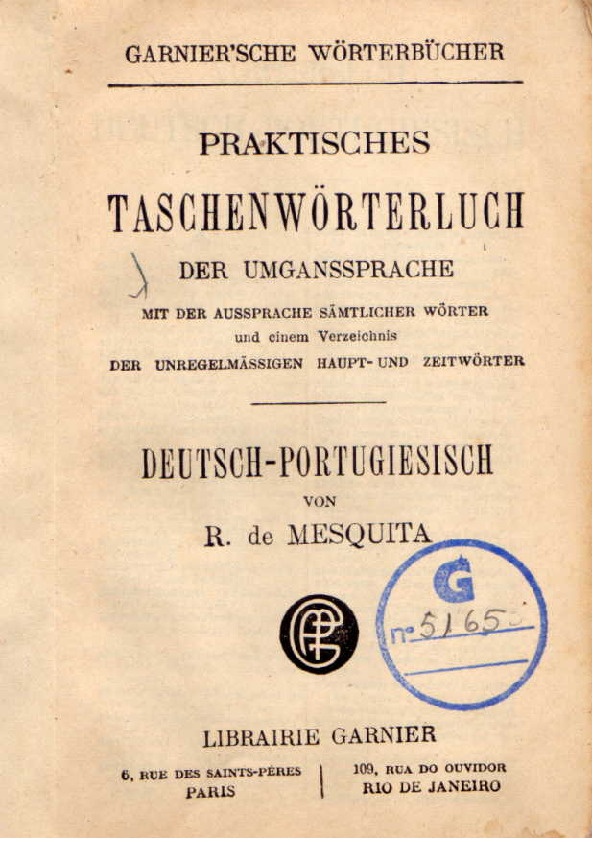 GARNIER'SCHE WÖRTERBÜCHER
PRAKTISCHES
TASCHENWÖRTERLUCH
DER UMGANSSPRACHE
MIT DER AUSSPRACHE SÄMTLICHER WÖRTER
und einem Verzeichnis
DER UNREGELMÄSSIGEN HAUPT- UND ZEITWÖRTER
DEUTSCH-PORTUGIESISCH
VON
R. de MESQUITA
G
nº 5165
LIBRAIRIE GARNIER
6, RUE DES SAINTS-PÈRES
PARIS
109, RUA DO OUVIDOR
RIO DE JANEIRO